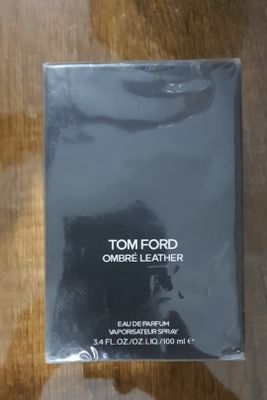 TOM FORD
OMBRÉ LEATHER
EAU DE PARFUM
VAPORISATEUR SPRAY
3.4 FL.OZ./OZ.LIQ./100 ml ℮